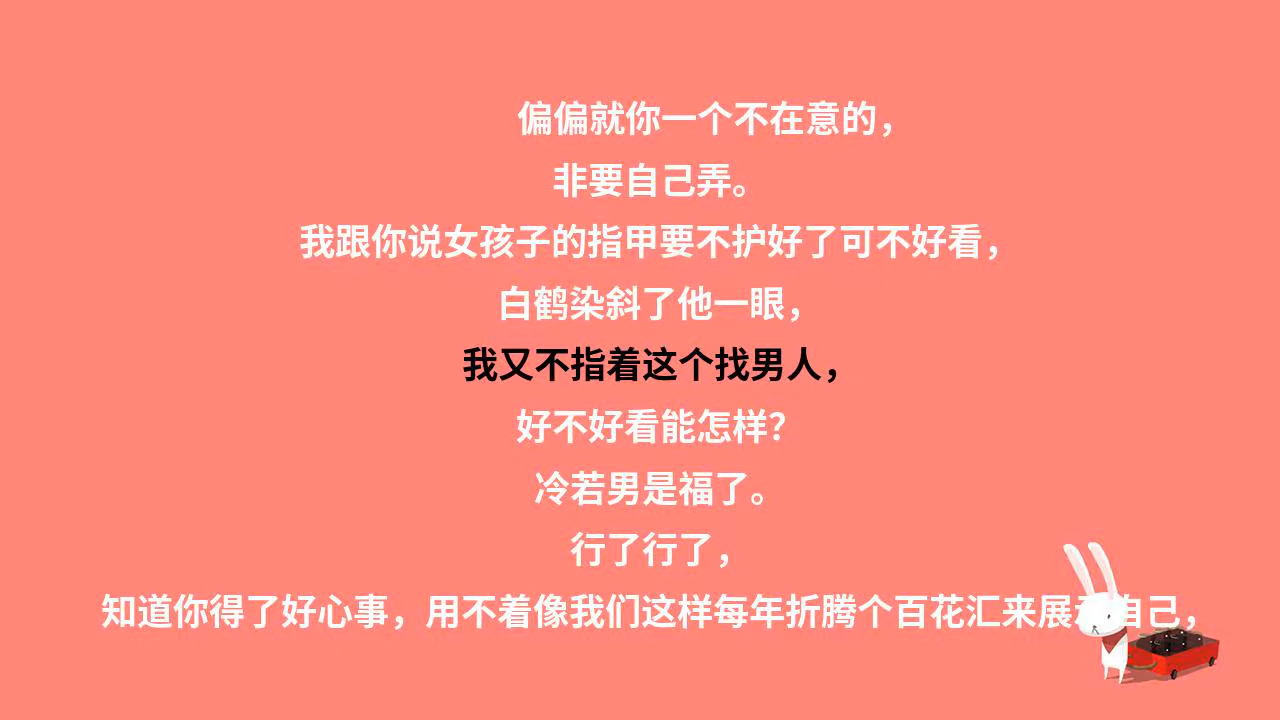 偏偏就你一个不在意的，
非要自己弄。
我跟你说女孩子的指甲要不护好了可不好看，
白鹤染斜了他一眼，
我又不指着这个找男人，
好不好看能怎样？
冷若男是福了。
行了行了，
知道你得了好心事，用不着像我们这样每年折腾个百花汇来展示自己，